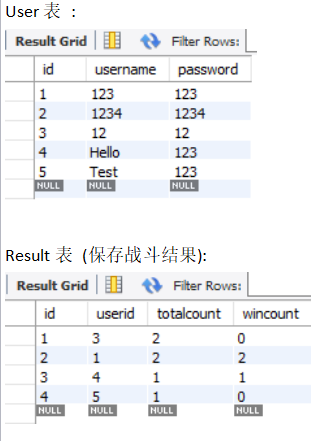 User 表 :
Result Grid Filter Rows:
id username password
1 123 123
2 1234 1234
3 12 12
4 Hello 123
5 Test 123
NULL NULL NULL
Result 表 (保存战斗结果):
Result Grid Filter Rows:
id userid totalcount wincount
1 3 2 0
2 1 2 2
3 4 1 1
4 5 1 0
NULL NULL NULL NULL